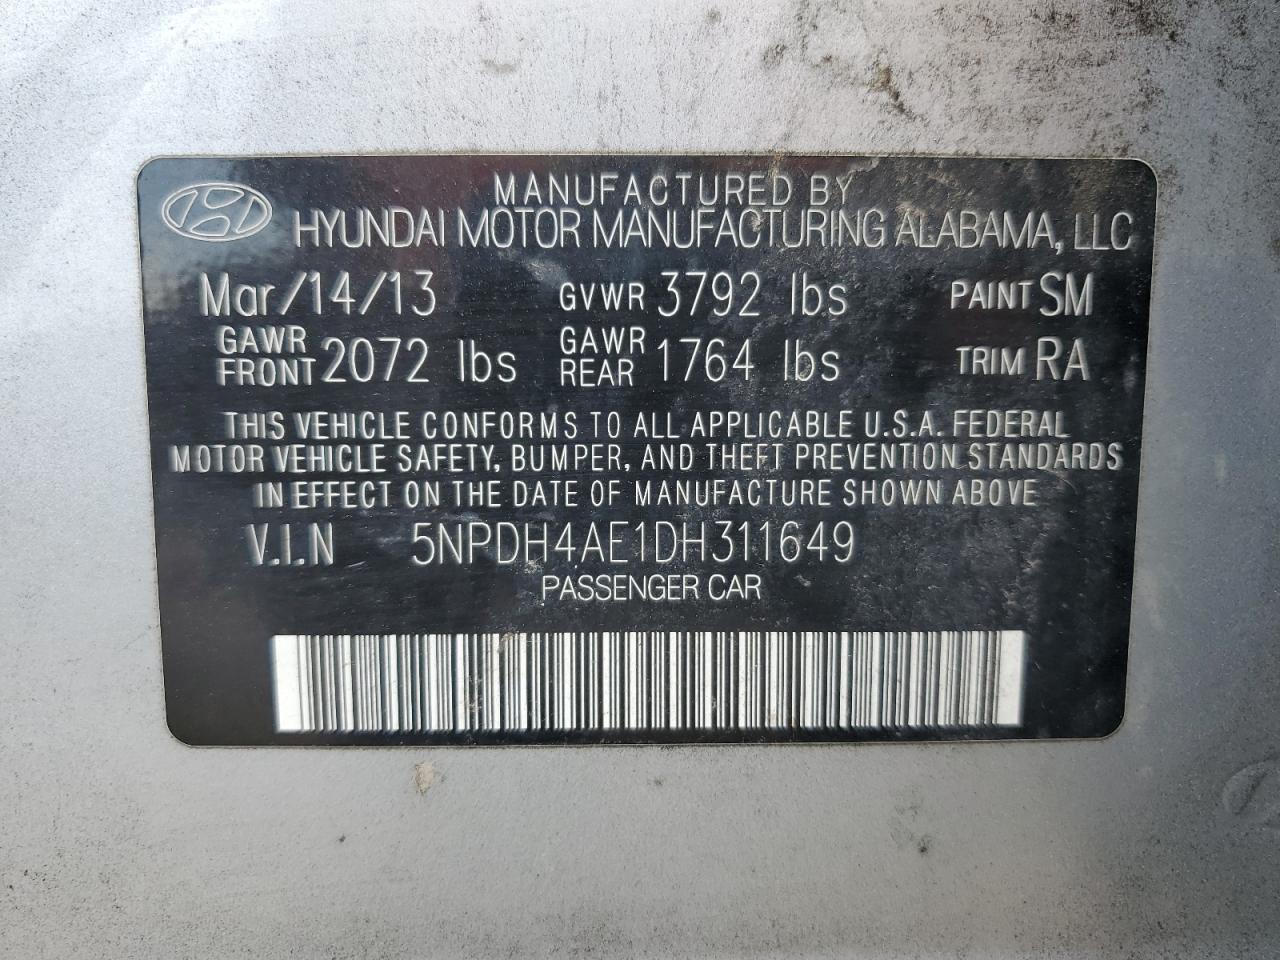 MANUFACTURED BY
HYUNDAI MOTOR MANUFACTURING ALABAMA, LLC
Mar/14/13 GVWR 3792 lbs PAINT SM
GAWR FRONT 2072 lbs GAWR REAR 1764 lbs TRIM RA
THIS VEHICLE CONFORMS TO ALL APPLICABLE U.S.A. FEDERAL
MOTOR VEHICLE SAFETY, BUMPER, AND THEFT PREVENTION STANDARDS
IN EFFECT ON THE DATE OF MANUFACTURE SHOWN ABOVE
V.I.N 5NPDH4AE1DH311649
PASSENGER CAR